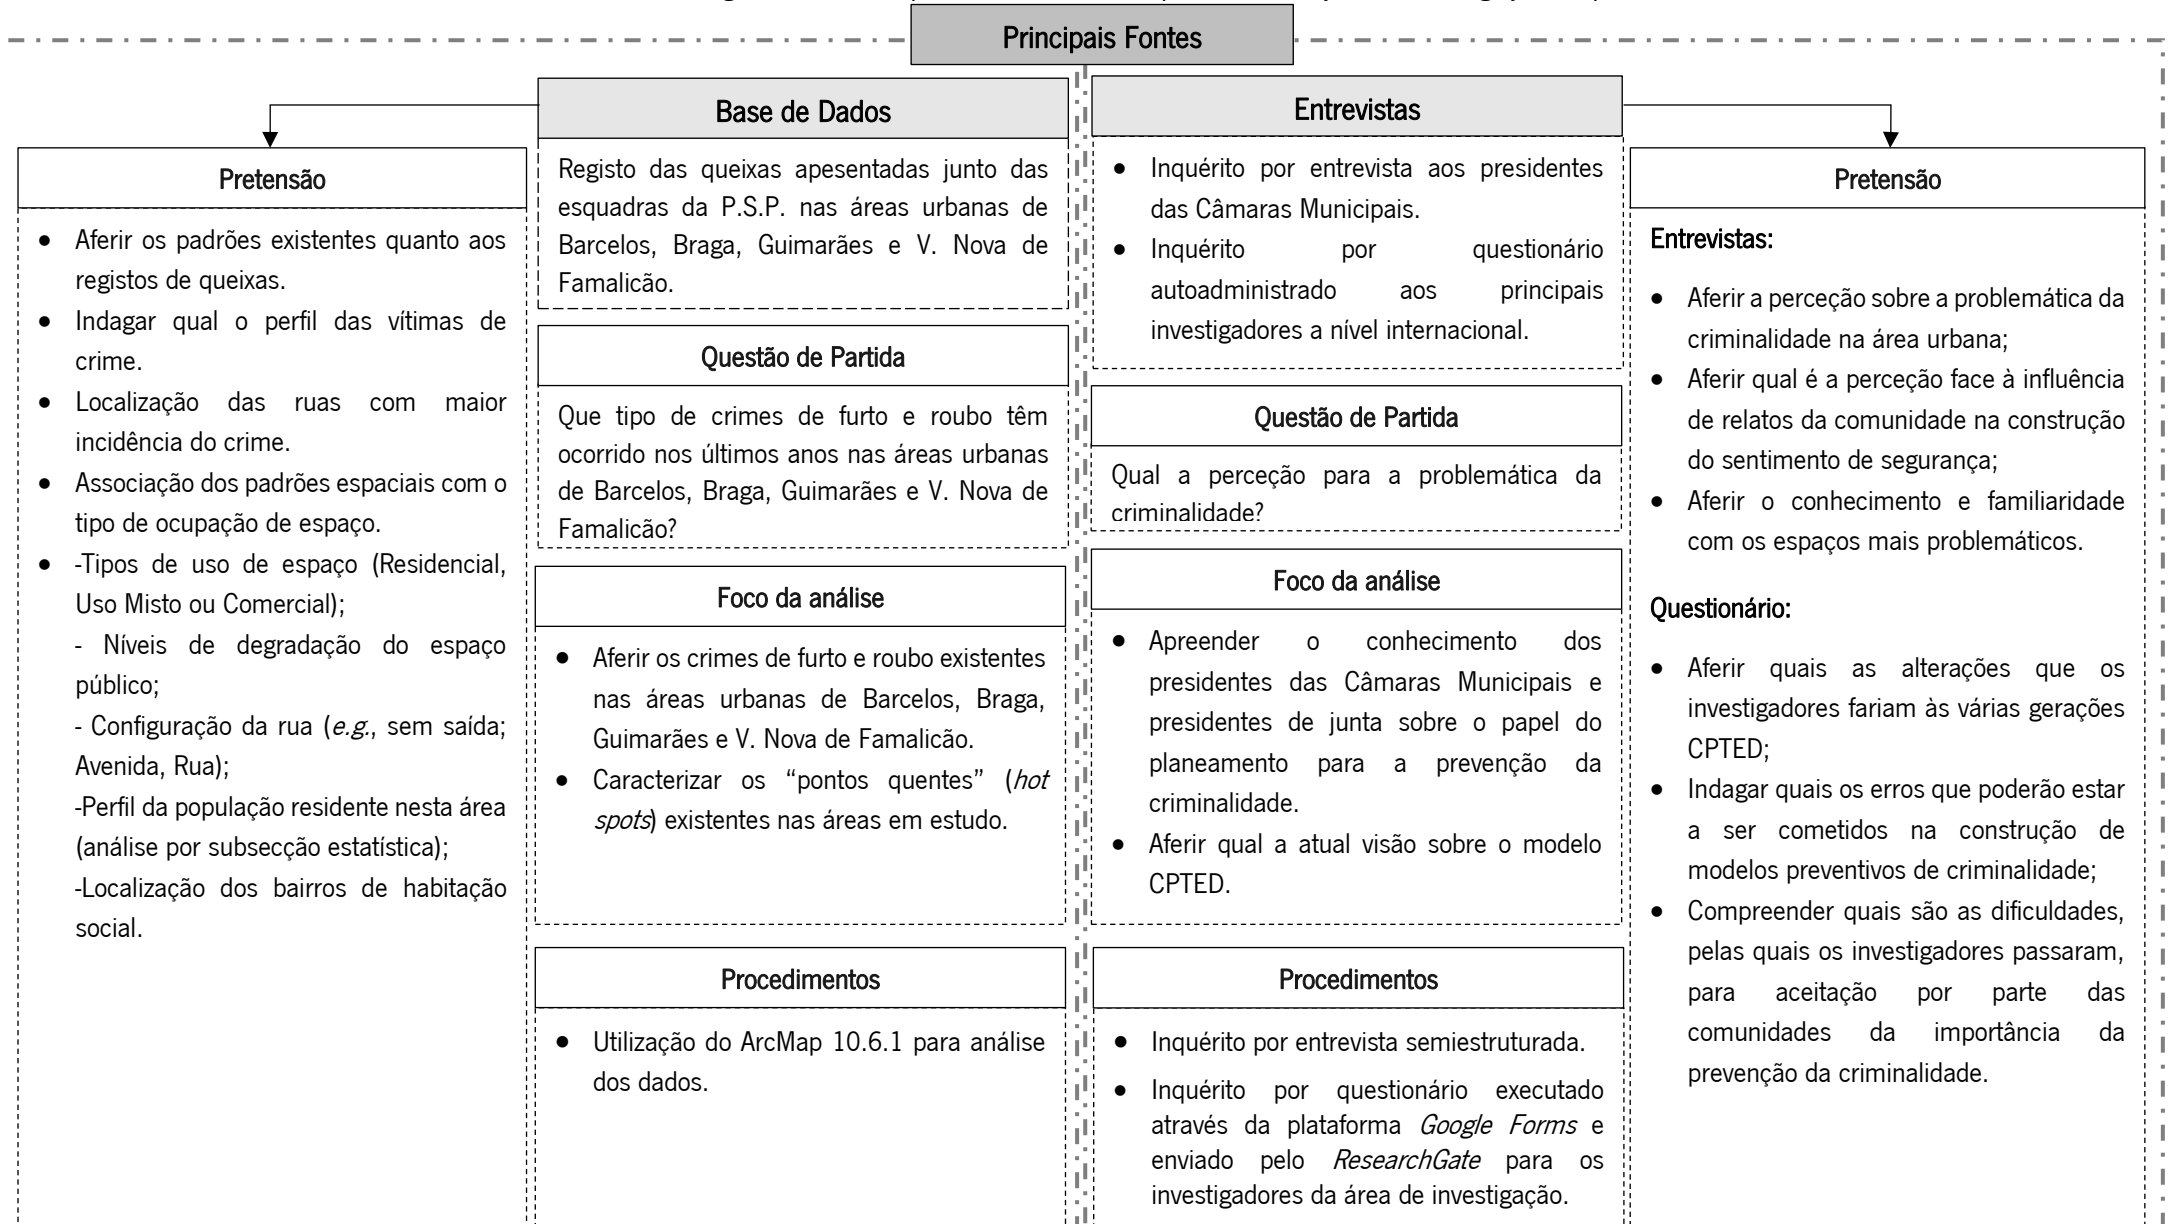 Principais Fontes
Base de Dados
Registo das queixas apresentadas junto das
esquadras da P.S.P. nas áreas urbanas de
Barcelos, Braga, Guimarães e V. Nova de
Famalicão.
Pretensão
● Aferir os padrões existentes quanto aos
registos de queixas.
● Indagar qual o perfil das vítimas de
crime.
● Localização das ruas com maior
incidência do crime.
● Associação dos padrões espaciais com o
tipo de ocupação de espaço.
● -Tipos de uso de espaço (Residencial,
Uso Misto ou Comercial);
- Níveis de degradação do espaço
público;
- Configuração da rua (e.g., sem saída;
Avenida, Rua);
-Perfil da população residente nesta área
(análise por subsecção estatística);
-Localização dos bairros de habitação
social.
Questão de Partida
Que tipo de crimes de furto e roubo têm
ocorrido nos últimos anos nas áreas urbanas
de Barcelos, Braga, Guimarães e V. Nova de
Famalicão?
Foco da análise
● Aferir os crimes de furto e roubo existentes
nas áreas urbanas de Barcelos, Braga,
Guimarães e V. Nova de Famalicão.
● Caracterizar os “pontos quentes” (hot
spots) existentes nas áreas em estudo.
Procedimentos
● Utilização do ArcMap 10.6.1 para análise
dos dados.
Entrevistas
● Inquérito por entrevista aos presidentes
das Câmaras Municipais.
● Inquérito por questionário
autoadministrado aos principais
investigadores a nível internacional.
Questão de Partida
Qual a perceção para a problemática da
criminalidade?
Foco da análise
● Apreender o conhecimento dos
presidentes das Câmaras Municipais e
presidentes de junta sobre o papel do
planeamento para a prevenção da
criminalidade.
● Aferir qual a atual visão sobre o modelo
CPTED.
Procedimentos
● Inquérito por entrevista semiestruturada.
● Inquérito por questionário executado
através da plataforma Google Forms e
enviado pelo ResearchGate para os
investigadores da área de investigação.
Pretensão
Entrevistas:
● Aferir a perceção sobre a problemática da
criminalidade na área urbana;
● Aferir qual é a perceção face à influência
de relatos da comunidade na construção
do sentimento de segurança;
● Aferir o conhecimento e familiaridade
com os espaços mais problemáticos.
Questionário:
● Aferir quais as alterações que os
investigadores fariam às várias gerações
CPTED;
● Indagar quais os erros que poderão estar
a ser cometidos na construção de
modelos preventivos de criminalidade;
● Compreender quais são as dificuldades,
pelas quais os investigadores passaram,
para aceitação por parte das
comunidades da importância da
prevenção da criminalidade.